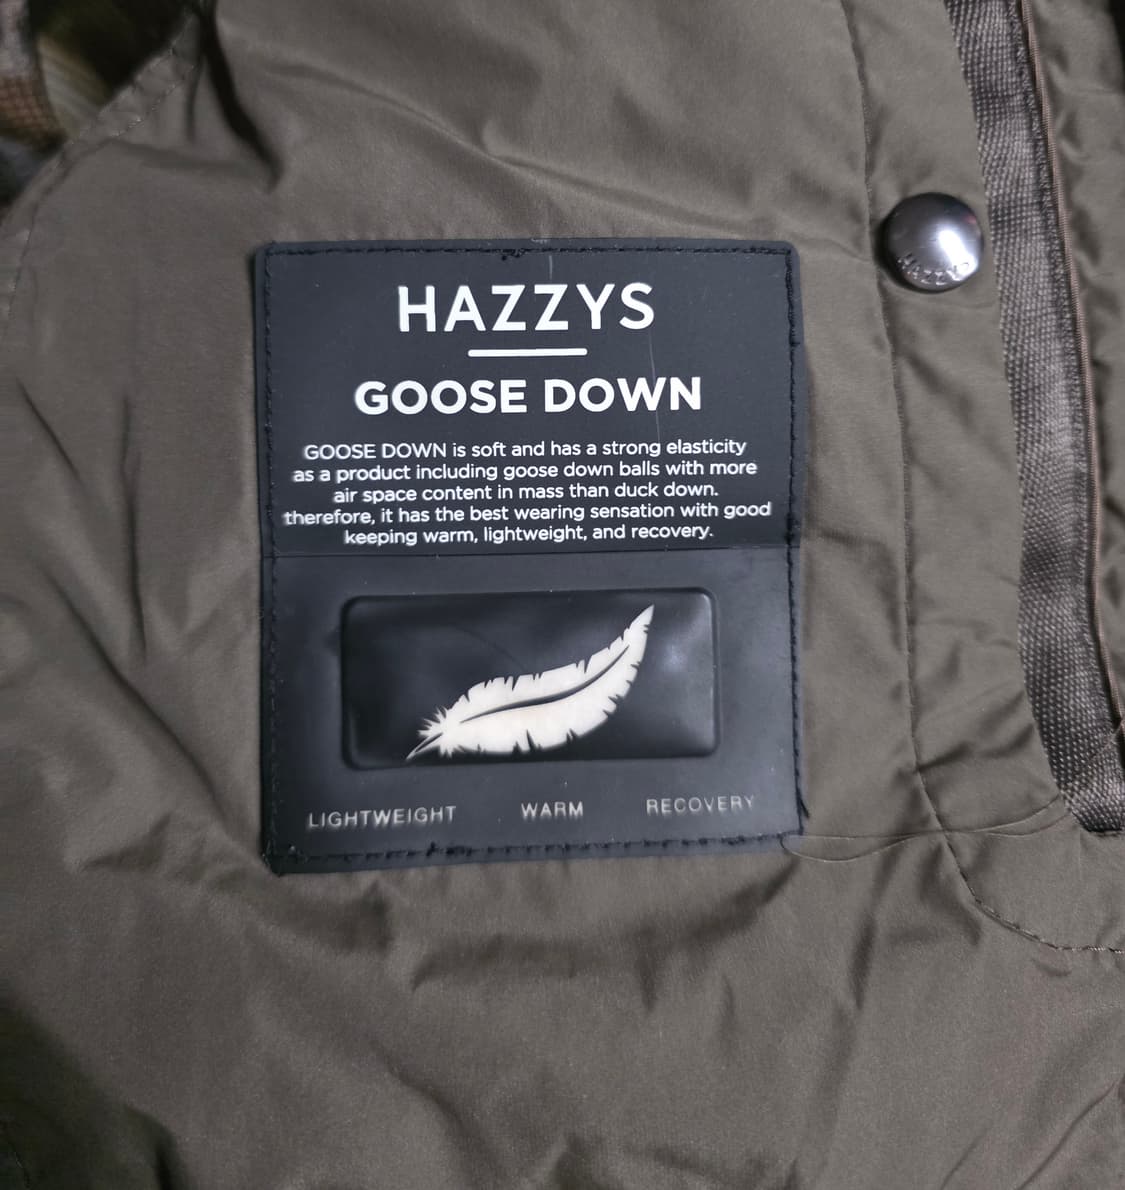 HAZZYS
GOOSE DOWN
GOOSE DOWN is soft and has a strong elasticity
as a product including goose down balls with more
air space content in mass than duck down.
therefore, it has the best wearing sensation with good
keeping warm, lightweight, and recovery.
LIGHTWEIGHT WARM RECOVERY
HAZZYS